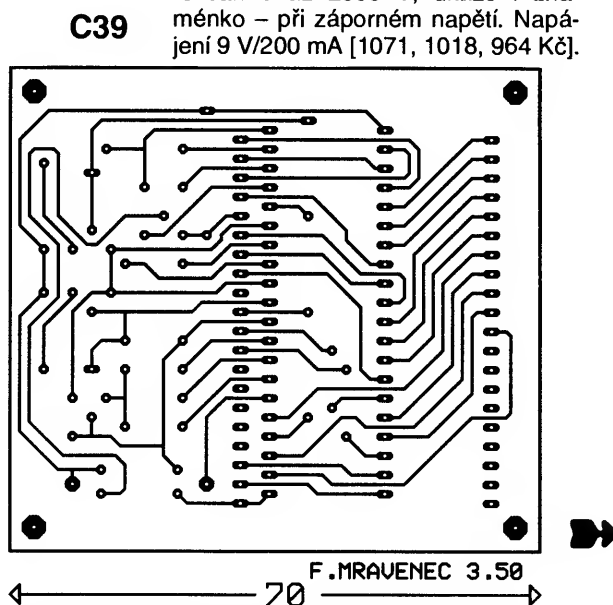 C39
ménko – při záporném napětí. Napá-
jení 9 V/200 mA [1071, 1018, 964 Kč].
F.MRAVENEC 3.50
70